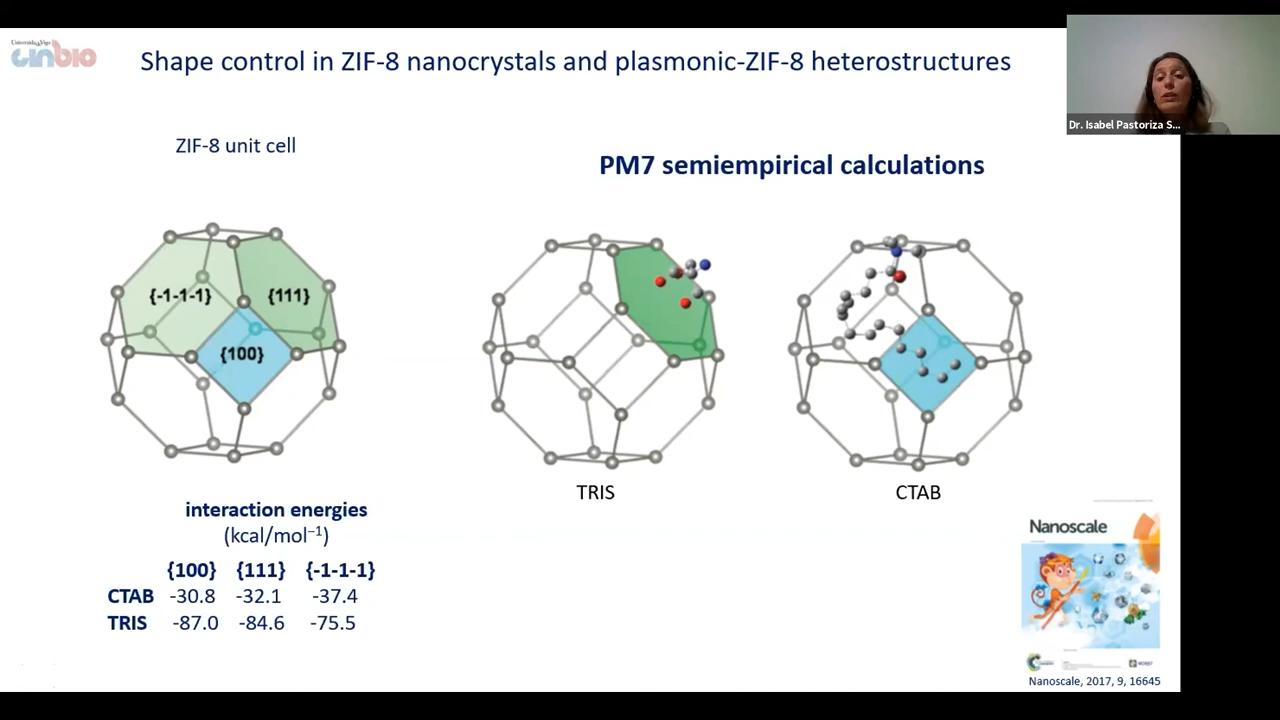 Universidade Vigo
cinbio
Shape control in ZIF-8 nanocrystals and plasmonic-ZIF-8 heterostructures
Dr. Isabel Pastoriza S...
ZIF-8 unit cell
PM7 semiempirical calculations
{-1-1-1}
{111}
{100}
TRIS
CTAB
interaction energies
(kcal/mol⁻¹)
{100} {111} {-1-1-1}
CTAB -30.8 -32.1 -37.4
TRIS -87.0 -84.6 -75.5
Nanoscale
Nanoscale, 2017, 9, 16645